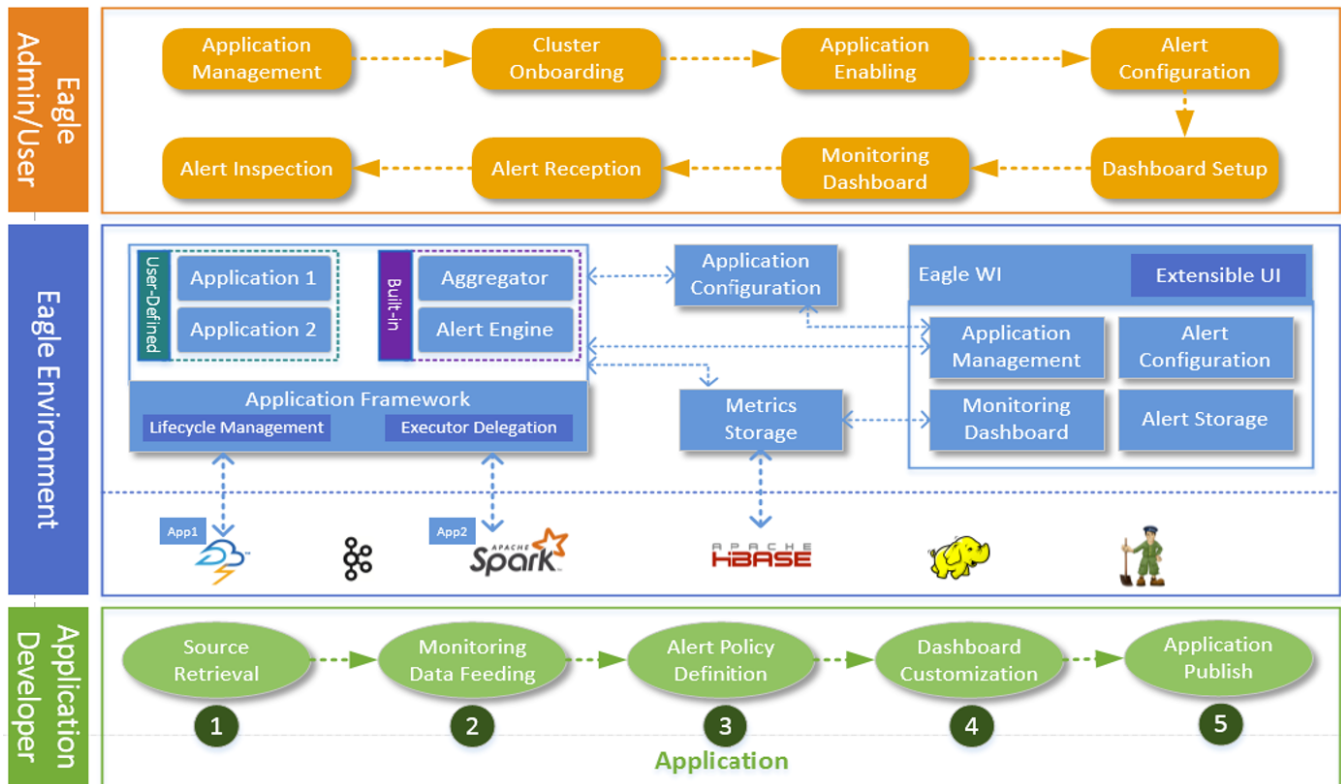 Eagle
Admin/User
Application
Management
Cluster
Onboarding
Application
Enabling
Alert
Configuration
Alert Inspection
Alert Reception
Monitoring
Dashboard
Dashboard Setup
Eagle Environment
User-Defined
Application 1
Application 2
Built-in
Aggregator
Alert Engine
Application Framework
Lifecycle Management
Executor Delegation
Application
Configuration
Metrics
Storage
Eagle WI
Extensible UI
Application
Management
Alert
Configuration
Monitoring
Dashboard
Alert Storage
App1
TM
App2
APACHE
Spark
APACHE
HBASE
Application
Developer
Source
Retrieval
Monitoring
Data Feeding
Alert Policy
Definition
Dashboard
Customization
Application
Publish
1
2
3
4
5
Application